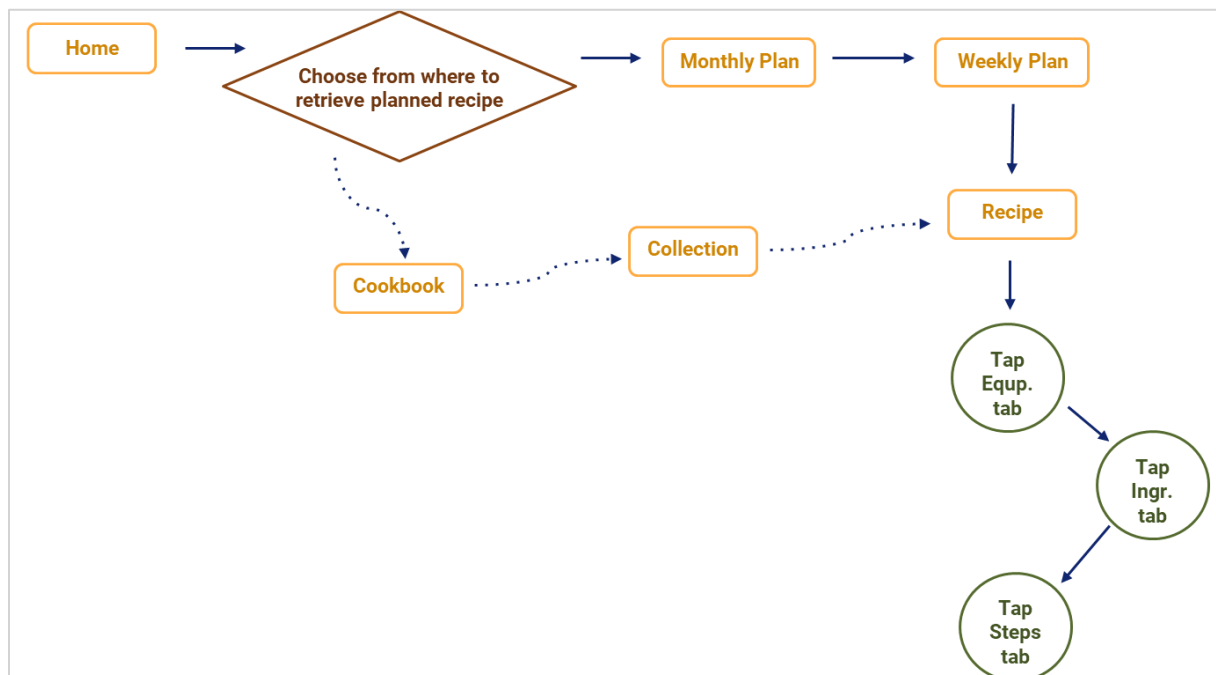 Home
Choose from where to
retrieve planned recipe
Monthly Plan
Weekly Plan
Recipe
Collection
Cookbook
Tap
Equp.
tab
Tap
Ingr.
tab
Tap
Steps
tab